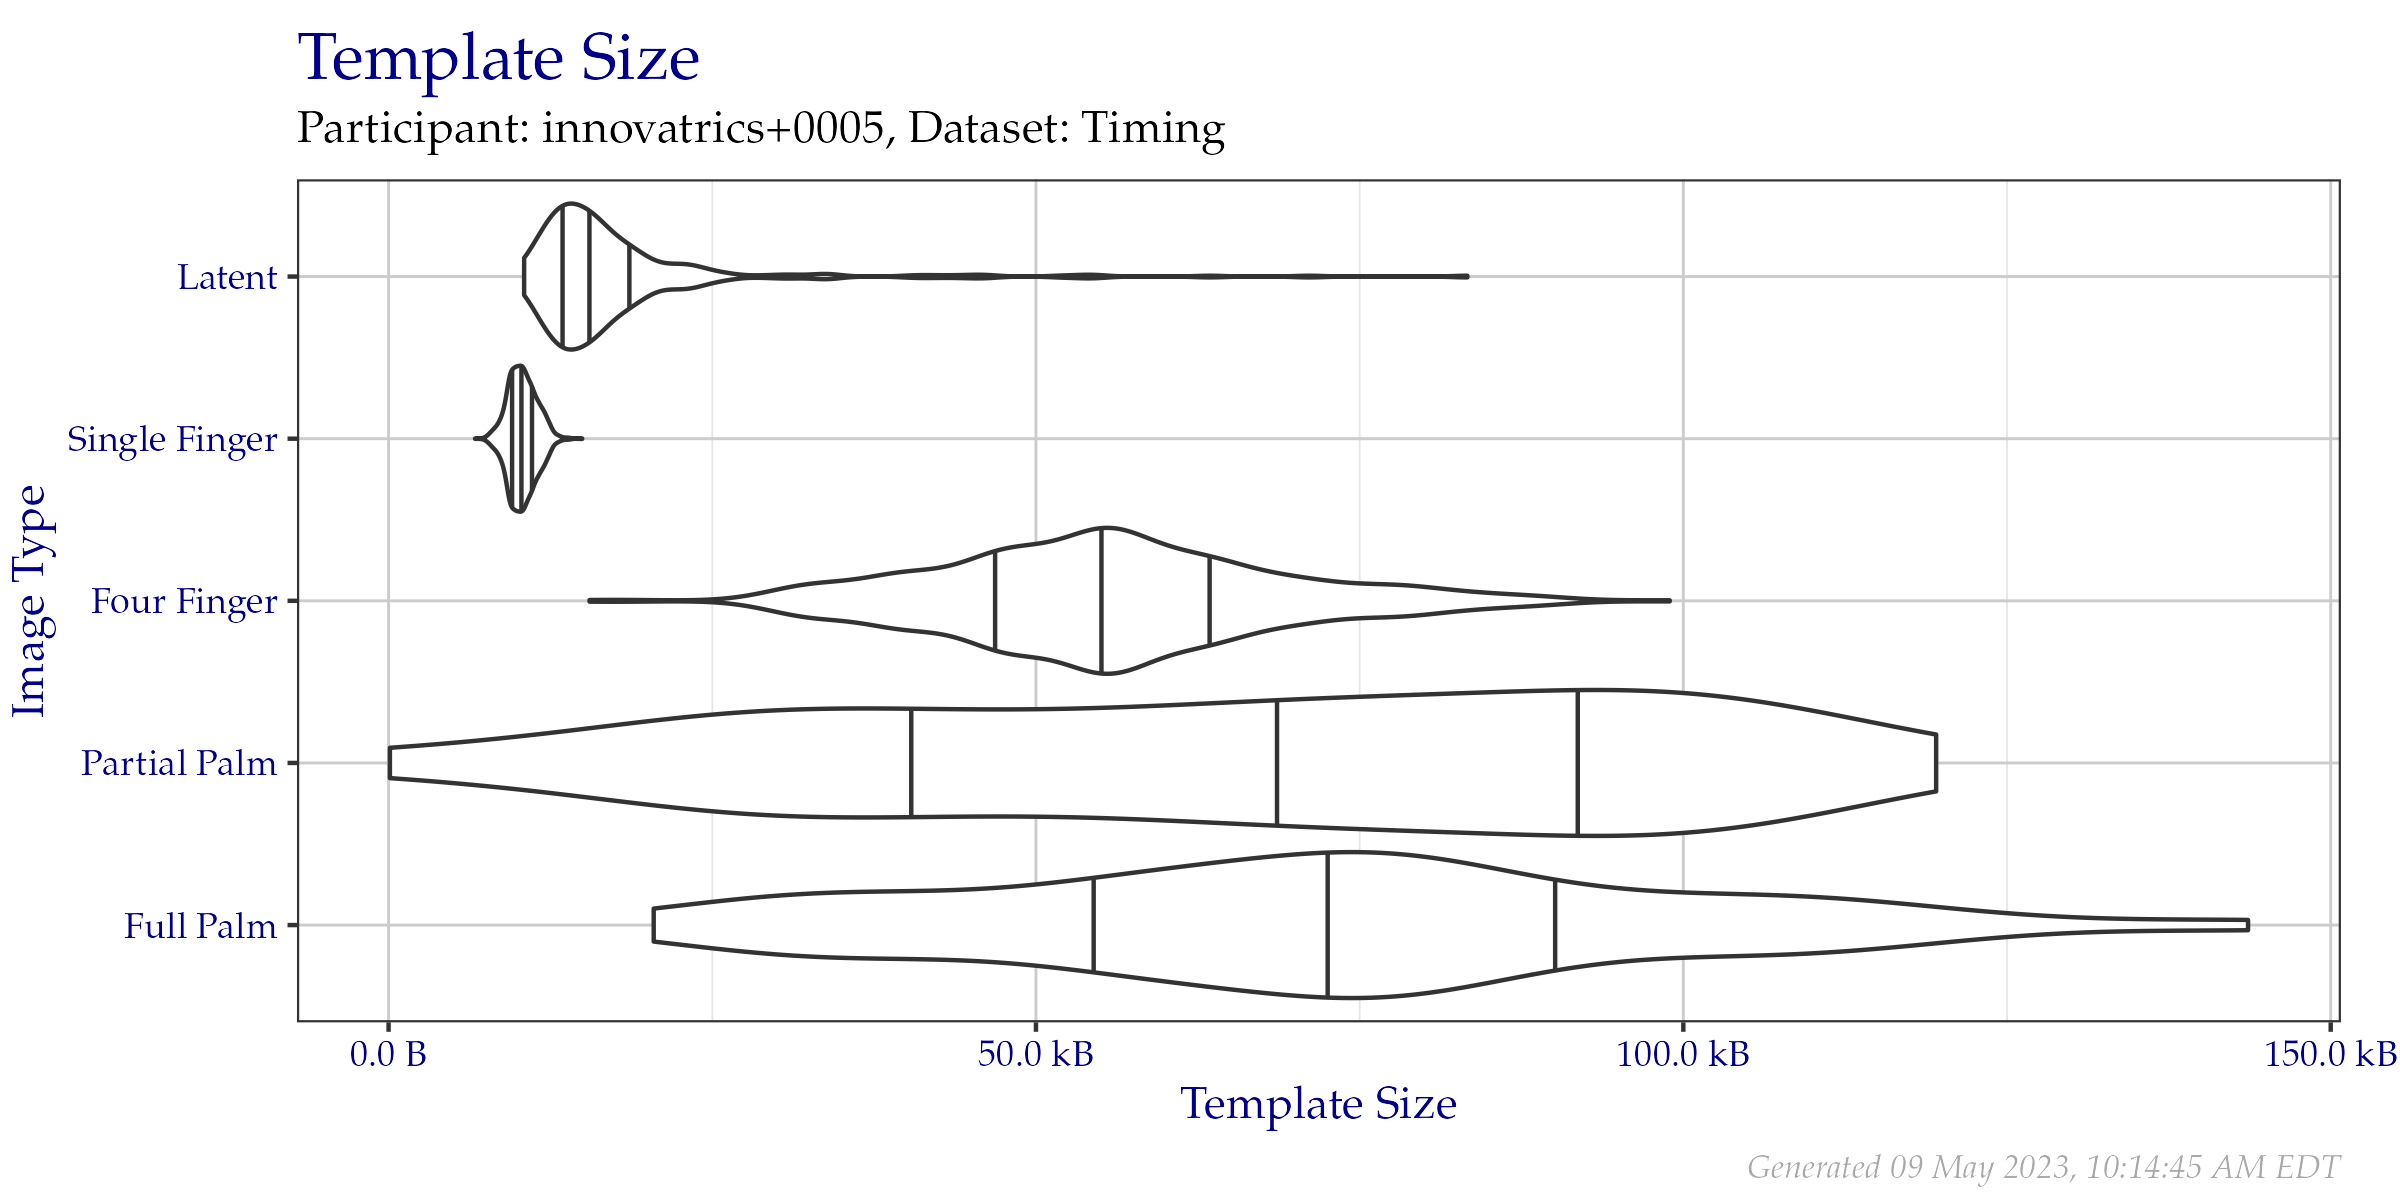 Template Size
Participant: innovatrics+0005, Dataset: Timing
Image Type
Latent
Single Finger
Four Finger
Partial Palm
Full Palm
0.0 B
50.0 kB
100.0 kB
150.0 kB
Template Size
Generated 09 May 2023, 10:14:45 AM EDT